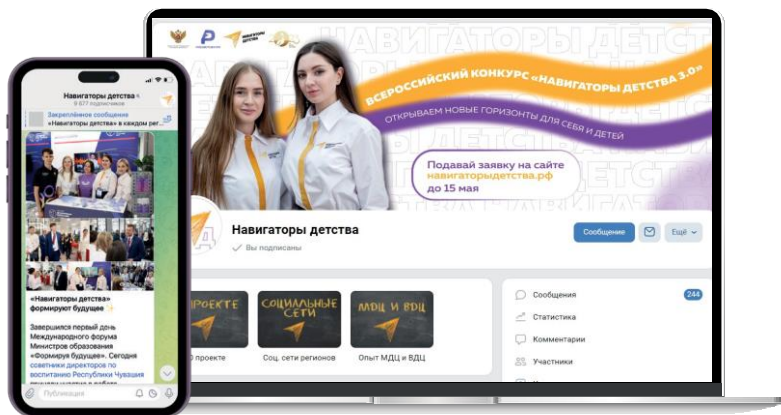 Навигаторы детства
9 677 подписчиков
Закреплённое сообщение
«Навигаторы детства» в каждом рег...
«Навигаторы детства»
формируют будущее
Завершился первый день
Международного форума
Министров образования
«Формируя будущее». Сегодня
советники директоров по
воспитанию Республики Чувашия
Публикация
НАВИГАТОРЫ
ДЕТСТВА
ВСЕРОССИЙСКИЙ КОНКУРС «НАВИГАТОРЫ ДЕТСТВА 3.0»
ОТКРЫВАЕМ НОВЫЕ ГОРИЗОНТЫ ДЛЯ СЕБЯ И ДЕТЕЙ
Подавай заявку на сайте
навигаторыдетства.рф
до 15 мая
Навигаторы детства
Вы подписаны
Сообщение
Ещё
СОЦИАЛЬНЫЕ
СЕТИ
МДЦ И ВДЦ
О проекте
Соц. сети регионов
Опыт МДЦ и ВДЦ
Сообщения
244
Статистика
Комментарии
Участники